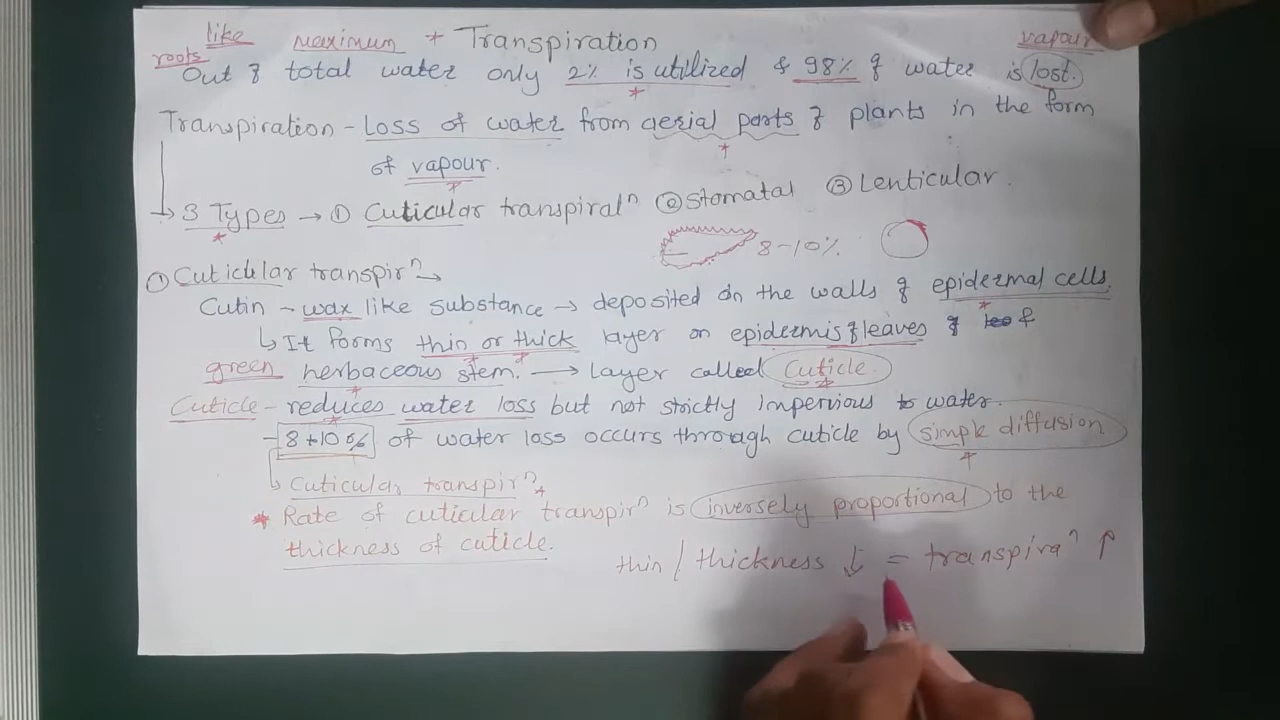 like maximum * Transpiration vapour
roots
Out of total water only 2% is utilized & 98% of water is lost.
Transpiration - Loss of water from aerial parts of plants in the form
of vapour.
→ 3 Types → ① Cuticular transpiraⁿ ② Stomatal ③ Lenticular.
8-10%
① Cuticular transpirⁿ →
Cutin - wax like substance → deposited on the walls of epidermal cells.
↳ It forms thin or thick layer on epidermis of leaves of &
green herbaceous stem. → layer called cuticle.
Cuticle - reduces water loss but not strictly impervious to water.
- 8 to 10% of water loss occurs through cuticle by simple diffusion
↳ Cuticular transpirⁿ
* Rate of cuticular transpirⁿ is inversely proportional to the
thickness of cuticle.
thin / thickness ↓ = transpiraⁿ ↑